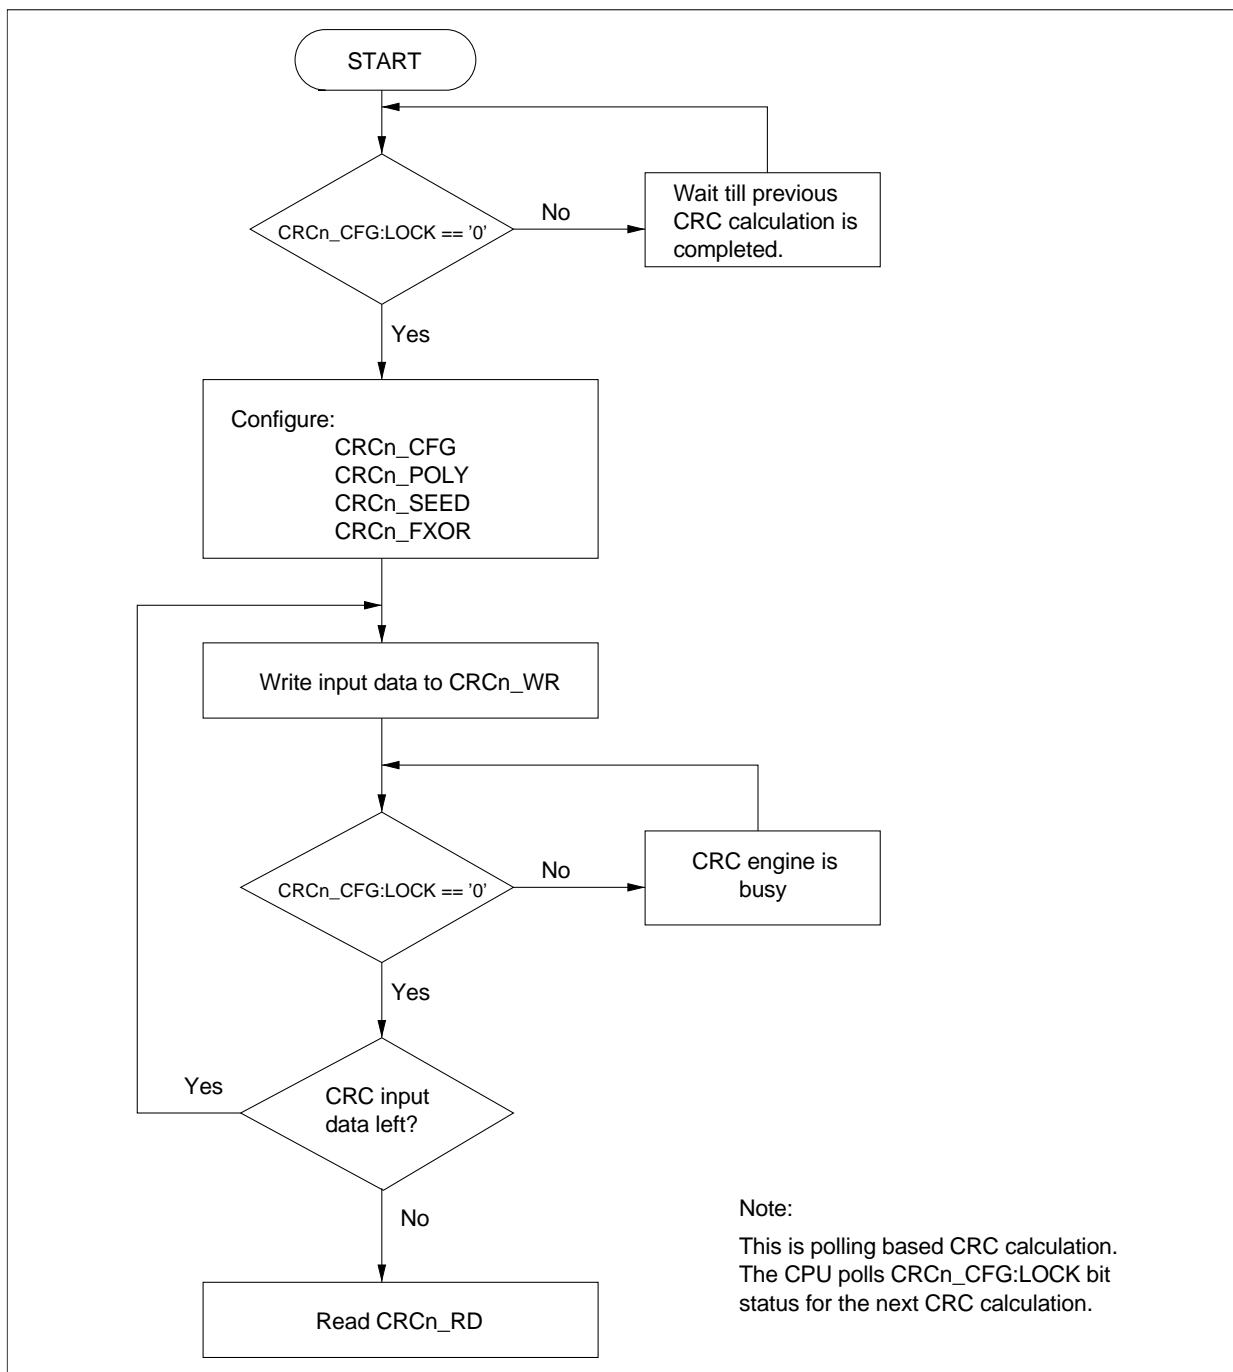 START
CRCn_CFG:LOCK == '0'
No
Wait till previous
CRC calculation is
completed.
Yes
Configure:
CRCn_CFG
CRCn_POLY
CRCn_SEED
CRCn_FXOR
Write input data to CRCn_WR
CRCn_CFG:LOCK == '0'
No
CRC engine is
busy
Yes
Yes
CRC input
data left?
No
Note:
This is polling based CRC calculation.
The CPU polls CRCn_CFG:LOCK bit
status for the next CRC calculation.
Read CRCn_RD